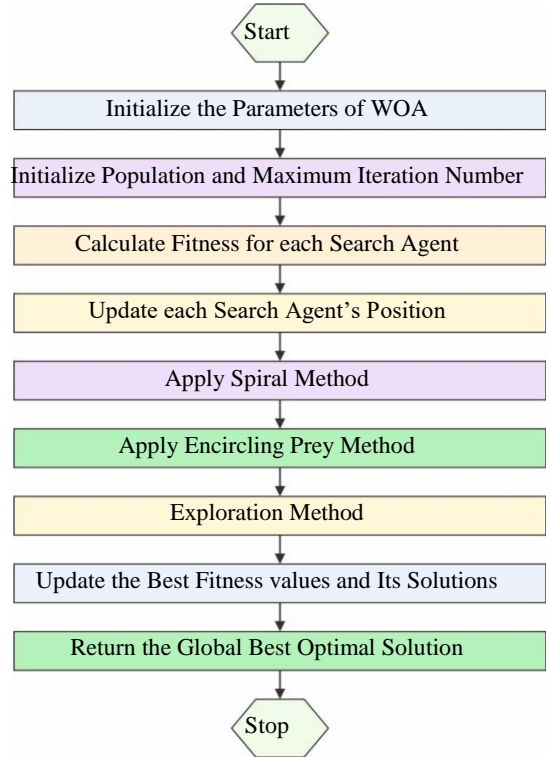 Start
Initialize the Parameters of WOA
Initialize Population and Maximum Iteration Number
Calculate Fitness for each Search Agent
Update each Search Agent's Position
Apply Spiral Method
Apply Encircling Prey Method
Exploration Method
Update the Best Fitness values and Its Solutions
Return the Global Best Optimal Solution
Stop